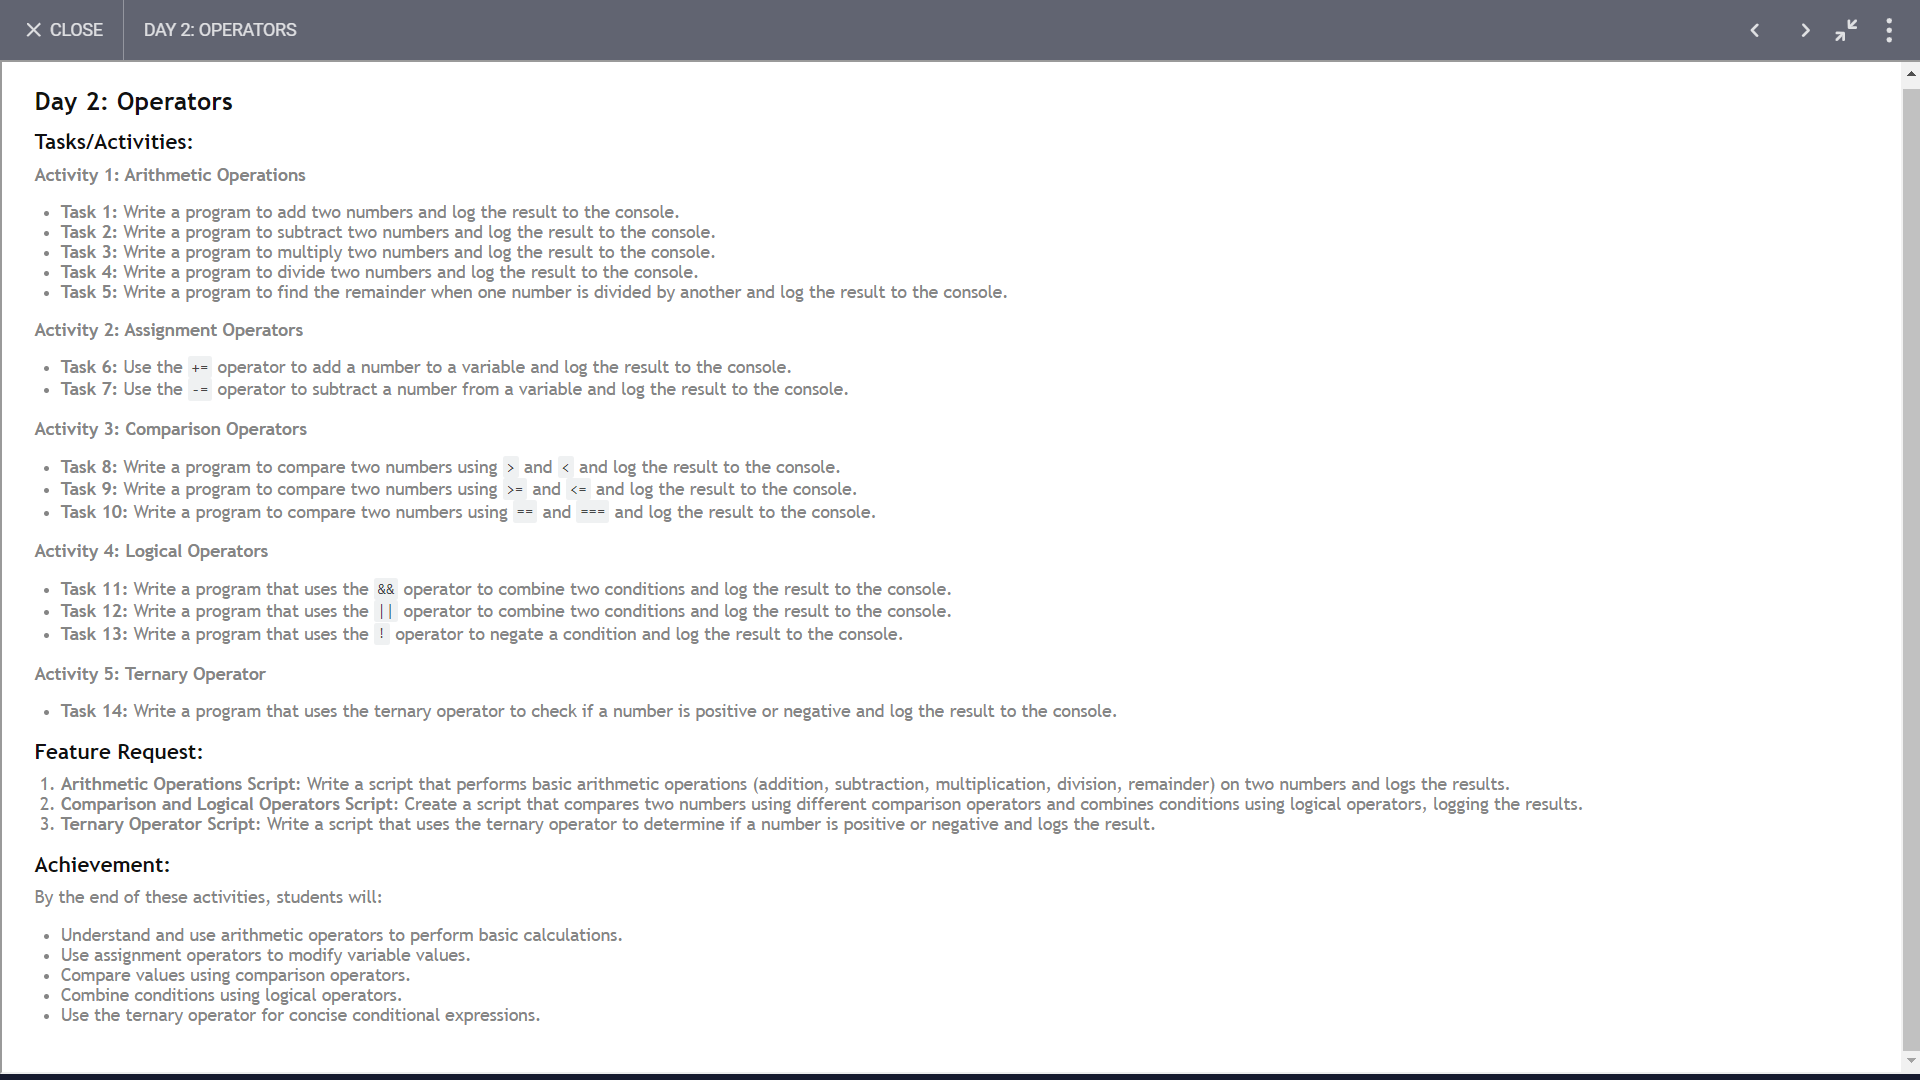 CLOSE
DAY 2: OPERATORS
Day 2: Operators
Tasks/Activities:
Activity 1: Arithmetic Operations
• Task 1: Write a program to add two numbers and log the result to the console.
• Task 2: Write a program to subtract two numbers and log the result to the console.
• Task 3: Write a program to multiply two numbers and log the result to the console.
• Task 4: Write a program to divide two numbers and log the result to the console.
• Task 5: Write a program to find the remainder when one number is divided by another and log the result to the console.
Activity 2: Assignment Operators
• Task 6: Use the += operator to add a number to a variable and log the result to the console.
• Task 7: Use the -= operator to subtract a number from a variable and log the result to the console.
Activity 3: Comparison Operators
• Task 8: Write a program to compare two numbers using > and < and log the result to the console.
• Task 9: Write a program to compare two numbers using >= and <= and log the result to the console.
• Task 10: Write a program to compare two numbers using == and === and log the result to the console.
Activity 4: Logical Operators
• Task 11: Write a program that uses the && operator to combine two conditions and log the result to the console.
• Task 12: Write a program that uses the || operator to combine two conditions and log the result to the console.
• Task 13: Write a program that uses the ! operator to negate a condition and log the result to the console.
Activity 5: Ternary Operator
• Task 14: Write a program that uses the ternary operator to check if a number is positive or negative and log the result to the console.
Feature Request:
1. Arithmetic Operations Script: Write a script that performs basic arithmetic operations (addition, subtraction, multiplication, division, remainder) on two numbers and logs the results.
2. Comparison and Logical Operators Script: Create a script that compares two numbers using different comparison operators and combines conditions using logical operators, logging the results.
3. Ternary Operator Script: Write a script that uses the ternary operator to determine if a number is positive or negative and logs the result.
Achievement:
By the end of these activities, students will:
• Understand and use arithmetic operators to perform basic calculations.
• Use assignment operators to modify variable values.
• Compare values using comparison operators.
• Combine conditions using logical operators.
• Use the ternary operator for concise conditional expressions.